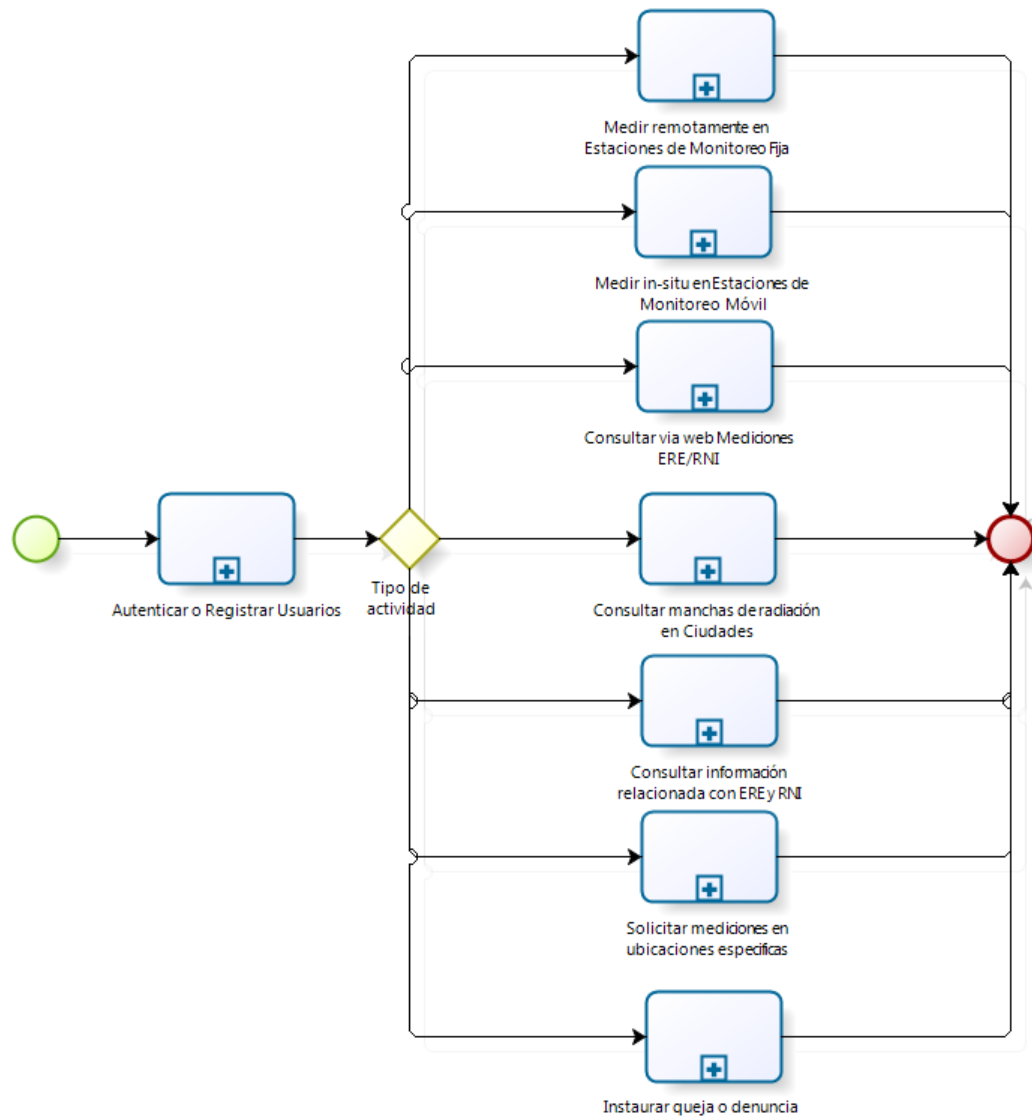 Medir remotamente en
Estaciones de Monitoreo Fija
Medir in-situ en Estaciones de
Monitoreo Móvil
Consultar via web Mediciones
ERE/RNI
Autenticar o Registrar Usuarios
Tipo de
actividad
Consultar manchas de radiación
en Ciudades
Consultar información
relacionada con ERE y RNI
Solicitar mediciones en
ubicaciones especificas
Instaurar queja o denuncia